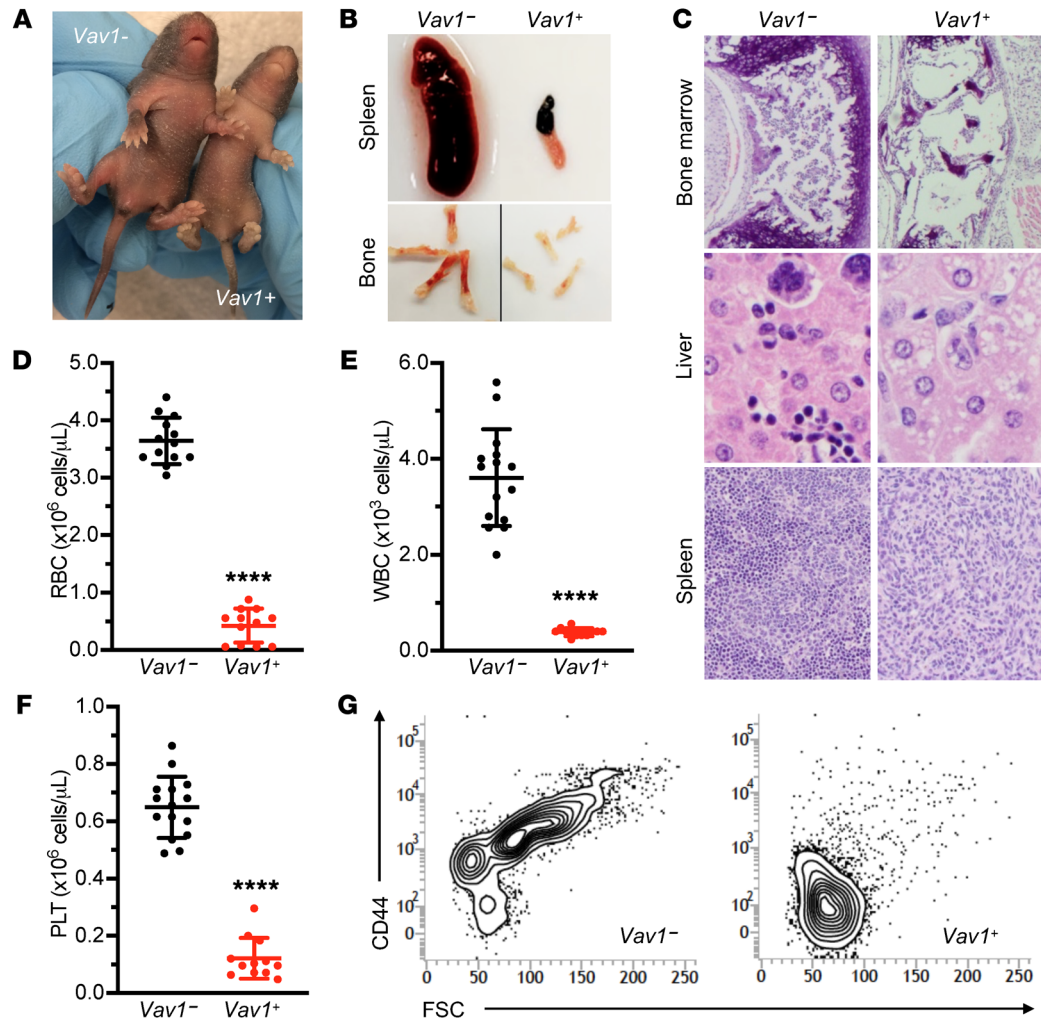 A
Vav1-
Vav1+
B
Vav1⁻ Vav1⁺
Spleen
Bone
C
Vav1⁻ Vav1⁺
Bone marrow
Liver
Spleen
D
RBC (x10⁶ cells/μL)
5.0
4.0
3.0
2.0
1.0
0.0
****
Vav1⁻ Vav1⁺
E
WBC (x10³ cells/μL)
6.0
4.0
2.0
0.0
****
Vav1⁻ Vav1⁺
F
PLT (x10⁶ cells/μL)
1.0
0.8
0.6
0.4
0.2
0.0
****
Vav1⁻ Vav1⁺
G
CD44
10⁵
10⁴
10³
10²
0
0 50 100 150 200 250
Vav1⁻
10⁵
10⁴
10³
10²
0
0 50 100 150 200 250
Vav1⁺
FSC